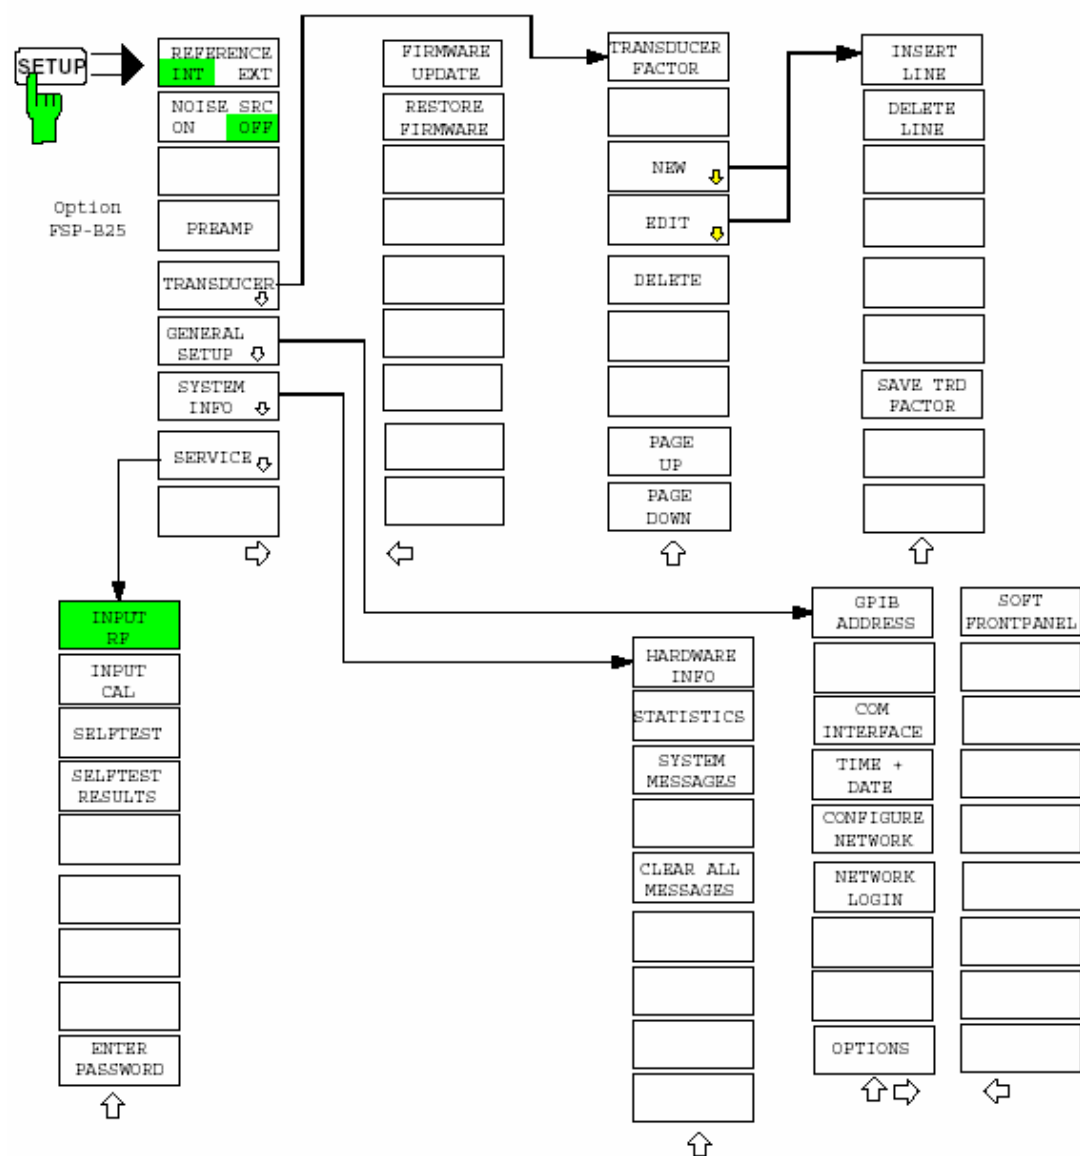 SETUP
REFERENCE
INT EXT
NOISE SRC
ON OFF
Option
FSP-B25
PREAMP
TRANSDUCER
GENERAL
SETUP
SYSTEM
INFO
SERVICE
FIRMWARE
UPDATE
RESTORE
FIRMWARE
TRANSDUCER
FACTOR
NEW
EDIT
DELETE
PAGE
UP
PAGE
DOWN
INSERT
LINE
DELETE
LINE
SAVE TRD
FACTOR
INPUT
RF
INPUT
CAL
SELFTEST
SELFTEST
RESULTS
ENTER
PASSWORD
HARDWARE
INFO
STATISTICS
SYSTEM
MESSAGES
CLEAR ALL
MESSAGES
GPIB
ADDRESS
COM
INTERFACE
TIME +
DATE
CONFIGURE
NETWORK
NETWORK
LOGIN
OPTIONS
SOFT
FRONTPANEL